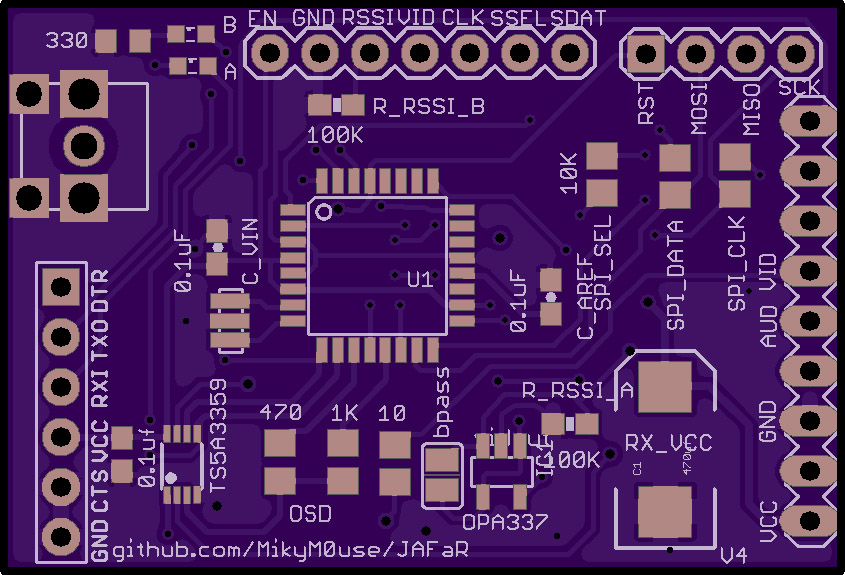 EN GND RSSI VID CLK SSEL SDAT
330
B
A
R_RSSI_B
100K
RST
MOSI
MISO
SCK
10K
SPI_SEL
SPI_DATA
SPI_CLK
0.1uF
C_VIN
U1
0.1uF
C_AREF
AUD VID
GND
VCC
DTR
TXO
RXI
VCC
CTS
GND
0.1uf
TS5A3359
470
1K
10
OSD
bpass
R_RSSI_A
100K
IC1
OPA337
RX_VCC
C1
470uF
V4
github.com/MikyM0use/JAFaR